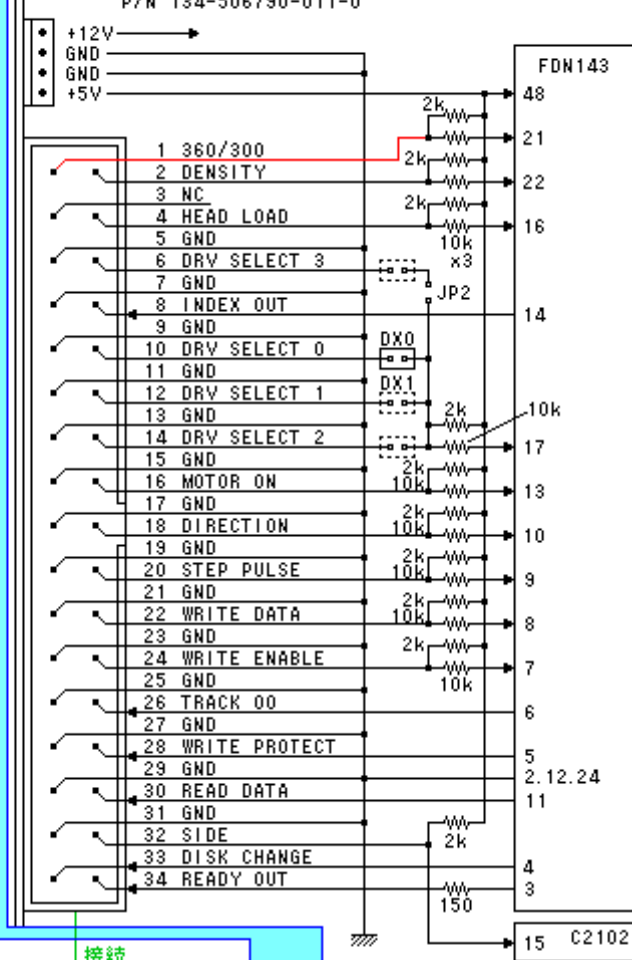 P/N 134-506790-011-0
+12V
GND
GND
+5V
FDN143
48
2k
21
1 360/300
2k
2 DENSITY
22
3 NC
2k
4 HEAD LOAD
16
10k
x3
5 GND
6 DRV SELECT 3
7 GND
JP2
8 INDEX OUT
14
9 GND
DX0
10 DRV SELECT 0
11 GND
DX1
12 DRV SELECT 1
13 GND
2k
10k
14 DRV SELECT 2
17
15 GND
2k
16 MOTOR ON
10k
13
17 GND
2k
18 DIRECTION
10k
10
19 GND
2k
20 STEP PULSE
10k
9
21 GND
2k
22 WRITE DATA
10k
8
23 GND
2k
24 WRITE ENABLE
7
25 GND
10k
26 TRACK 00
6
27 GND
28 WRITE PROTECT
5
29 GND
2.12.24
30 READ DATA
11
31 GND
32 SIDE
2k
33 DISK CHANGE
4
34 READY OUT
3
150
15 C2102
接続